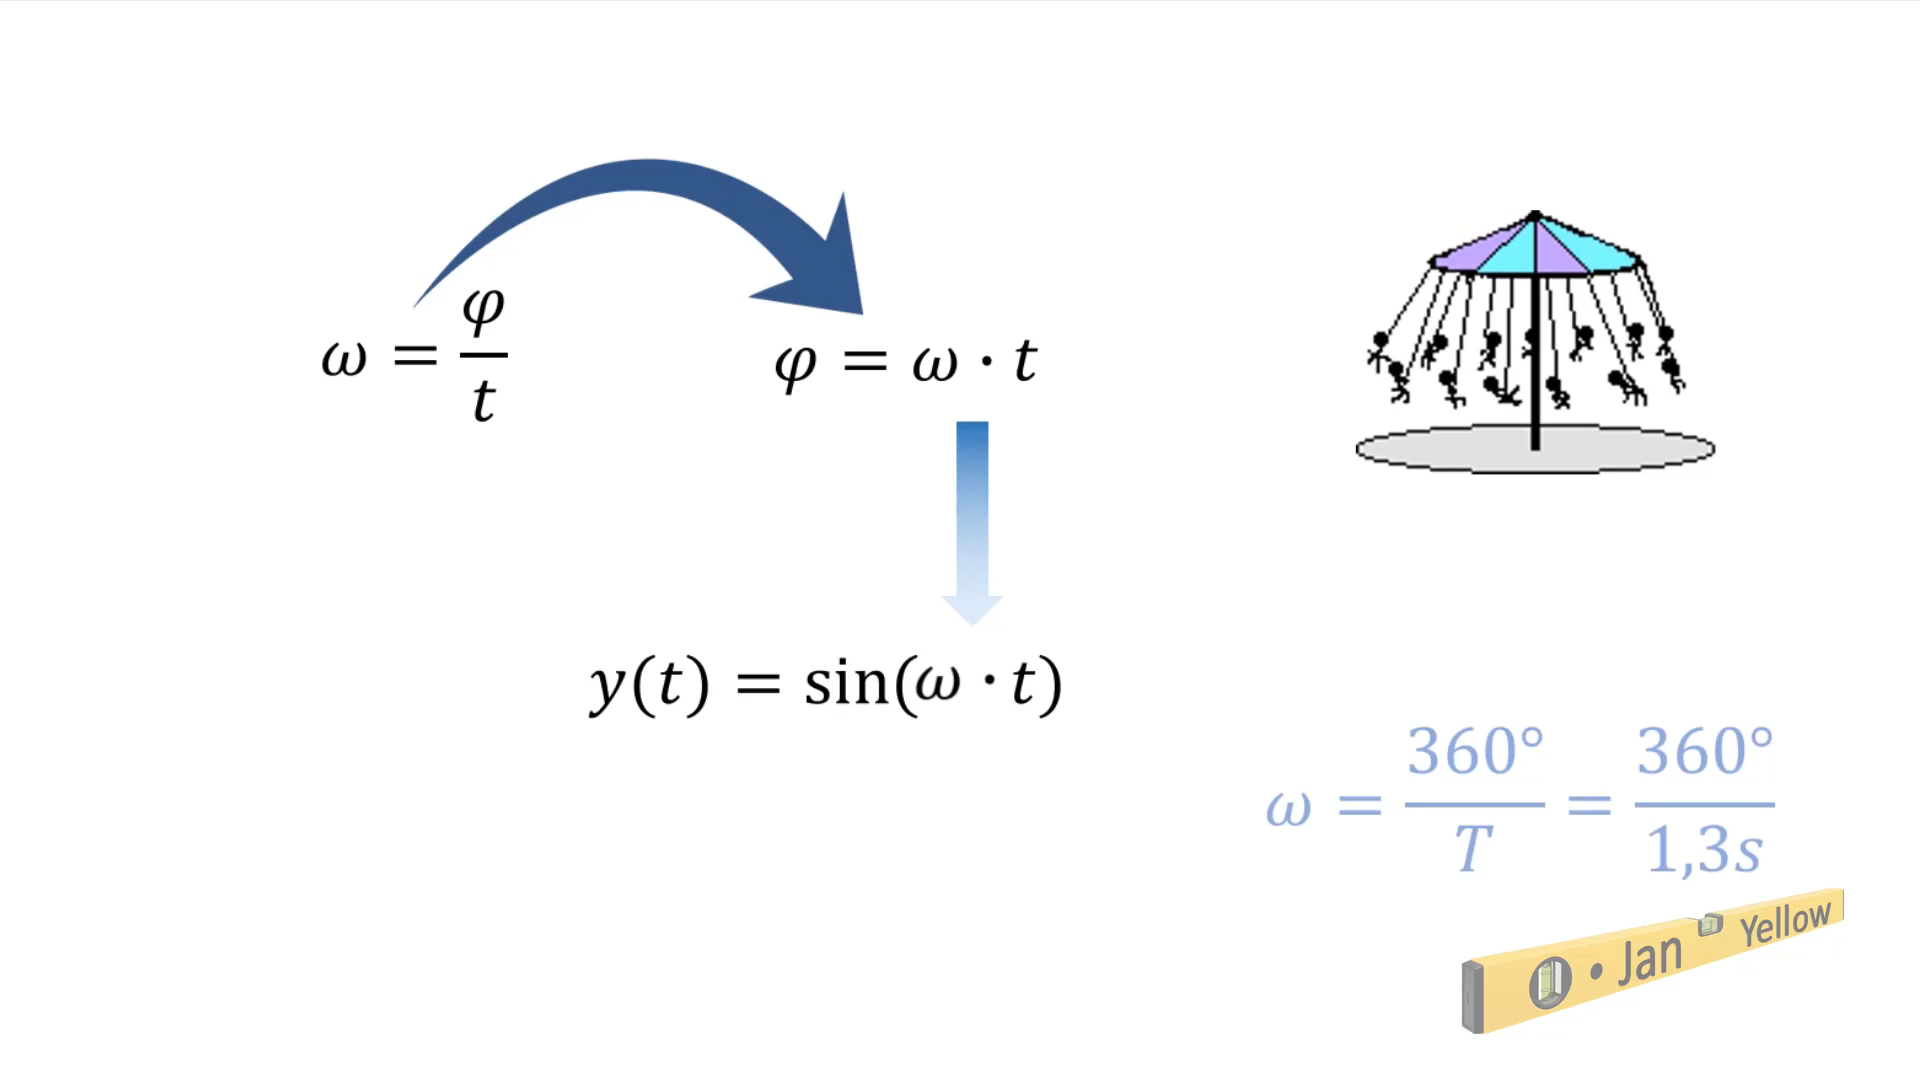 ω = φ/t
φ = ω · t
y(t) = sin(ω · t)
ω = 360°/T = 360°/1,3s
Jan Yellow